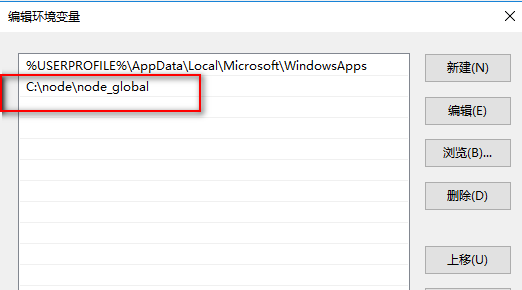 编辑环境变量
%USERPROFILE%\AppData\Local\Microsoft\WindowsApps
C:\node\node_global
新建(N)
编辑(E)
浏览(B)...
删除(D)
上移(U)